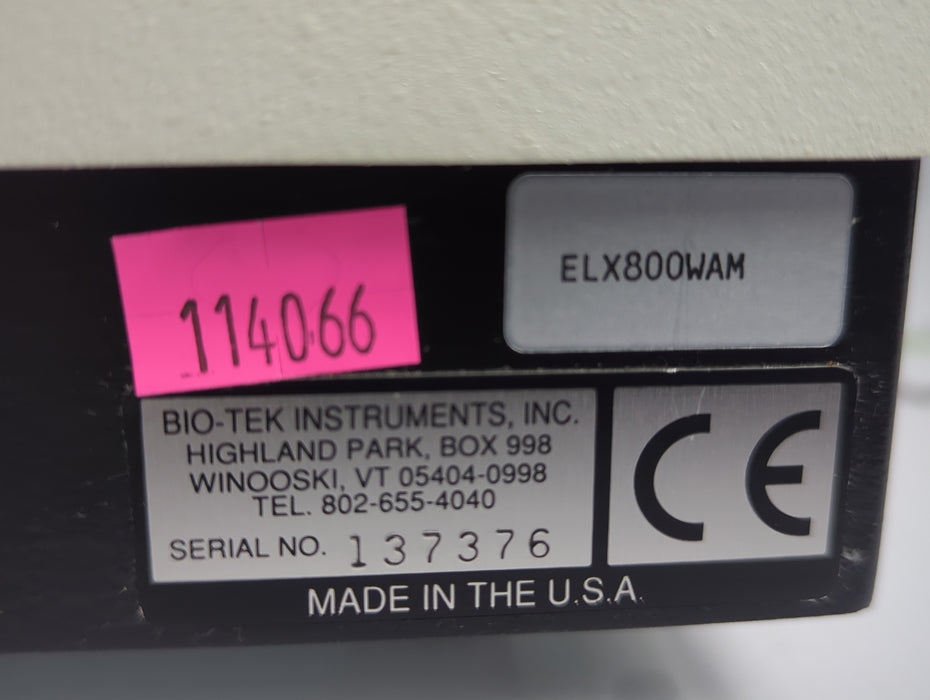 114066
ELX800WAM
BIO-TEK INSTRUMENTS, INC.
HIGHLAND PARK, BOX 998
WINOOSKI, VT 05404-0998
TEL. 802-655-4040
SERIAL NO. 137376
CE
MADE IN THE U.S.A.